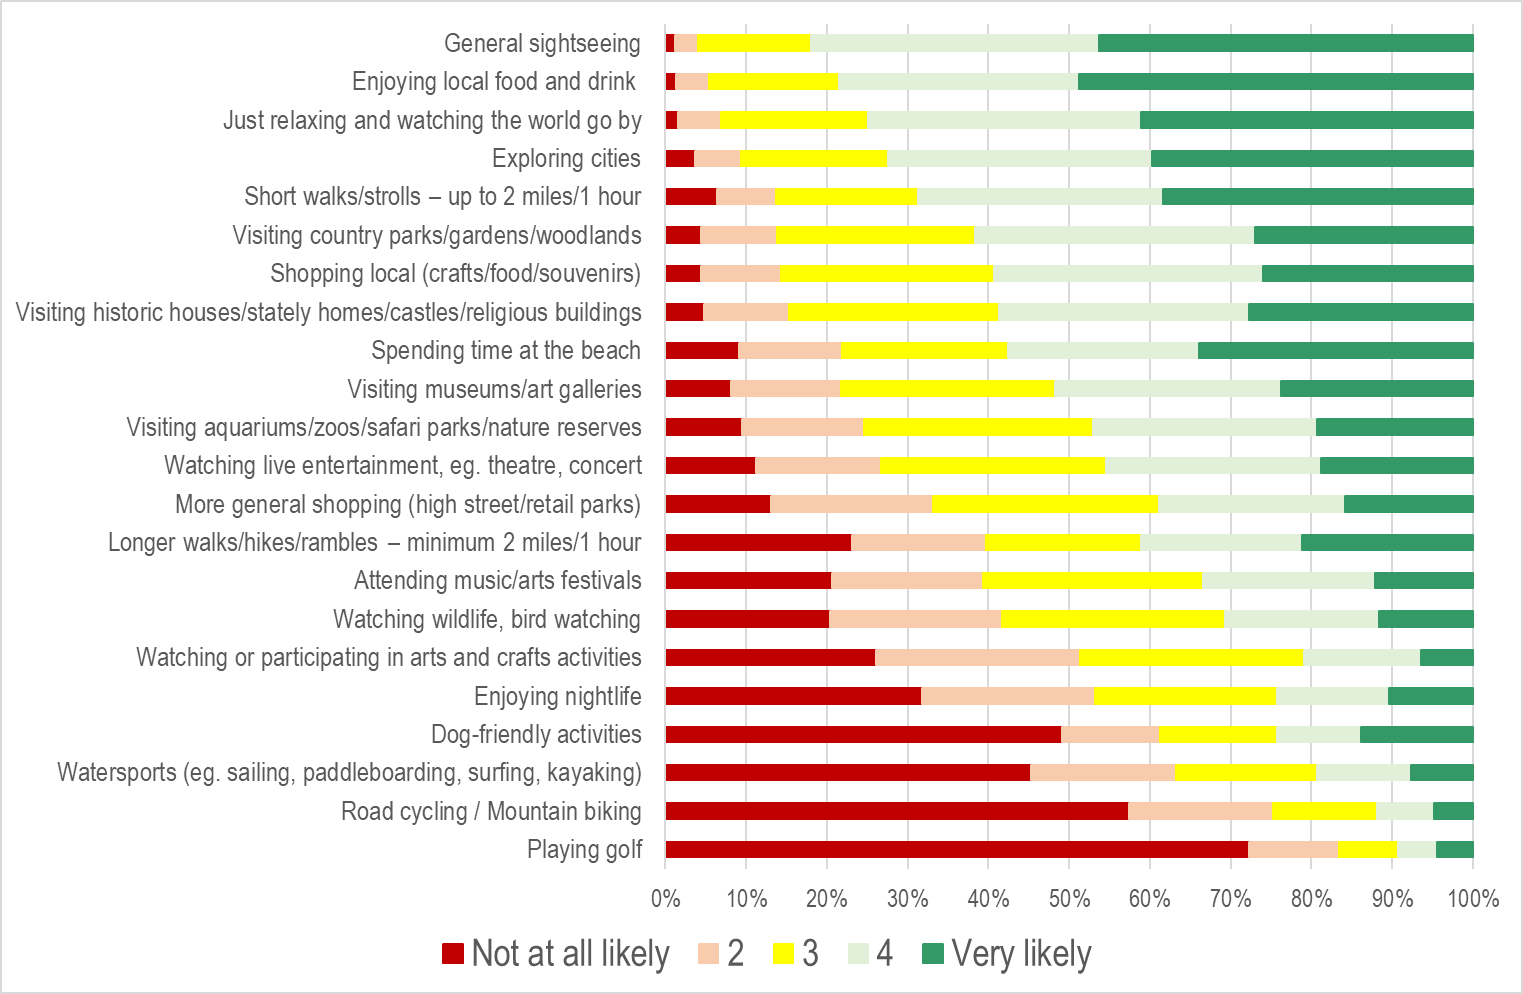 General sightseeing
Enjoying local food and drink
Just relaxing and watching the world go by
Exploring cities
Short walks/strolls – up to 2 miles/1 hour
Visiting country parks/gardens/woodlands
Shopping local (crafts/food/souvenirs)
Visiting historic houses/stately homes/castles/religious buildings
Spending time at the beach
Visiting museums/art galleries
Visiting aquariums/zoos/safari parks/nature reserves
Watching live entertainment, eg. theatre, concert
More general shopping (high street/retail parks)
Longer walks/hikes/rambles – minimum 2 miles/1 hour
Attending music/arts festivals
Watching wildlife, bird watching
Watching or participating in arts and crafts activities
Enjoying nightlife
Dog-friendly activities
Watersports (eg. sailing, paddleboarding, surfing, kayaking)
Road cycling / Mountain biking
Playing golf
0% 10% 20% 30% 40% 50% 60% 70% 80% 90% 100%
Not at all likely 2 3 4 Very likely